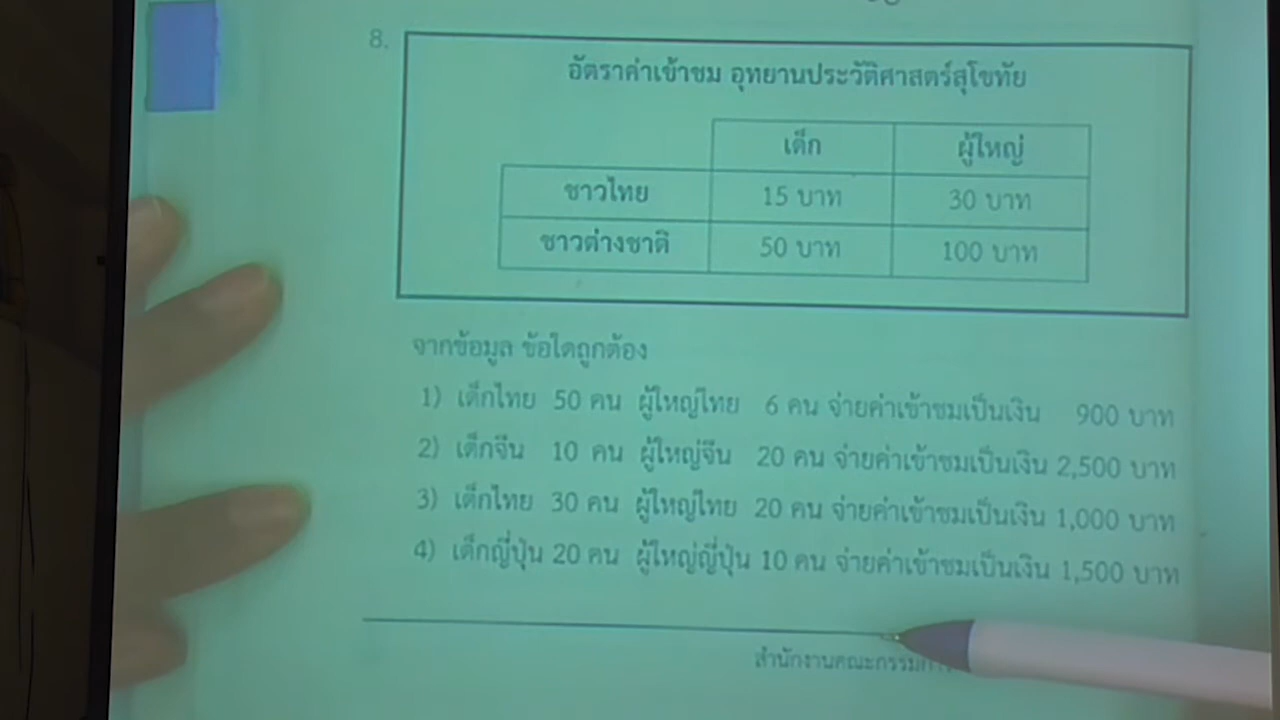 8.
อัตราค่าเข้าชม อุทยานประวัติศาสตร์สุโขทัย
เด็ก ผู้ใหญ่
ชาวไทย 15 บาท 30 บาท
ชาวต่างชาติ 50 บาท 100 บาท
จากข้อมูล ข้อใดถูกต้อง
1) เด็กไทย 50 คน ผู้ใหญ่ไทย 6 คน จ่ายค่าเข้าชมเป็นเงิน 900 บาท
2) เด็กจีน 10 คน ผู้ใหญ่จีน 20 คน จ่ายค่าเข้าชมเป็นเงิน 2,500 บาท
3) เด็กไทย 30 คน ผู้ใหญ่ไทย 20 คน จ่ายค่าเข้าชมเป็นเงิน 1,000 บาท
4) เด็กญี่ปุ่น 20 คน ผู้ใหญ่ญี่ปุ่น 10 คน จ่ายค่าเข้าชมเป็นเงิน 1,500 บาท
สำนักงานคณะกรรมการ